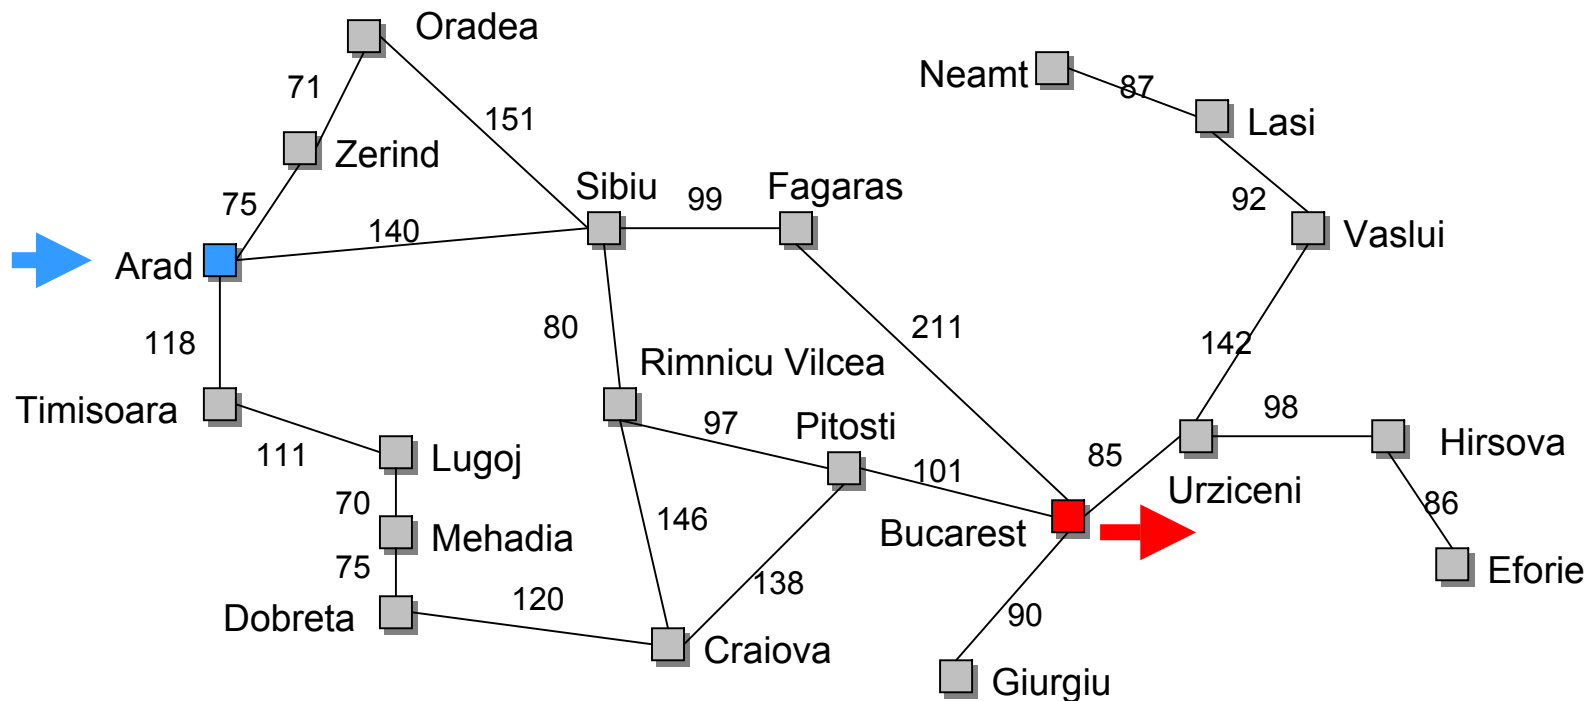 Oradea
Neamt
71
87
151
Lasi
Zerind
Sibiu
99
Fagaras
75
92
140
Vaslui
Arad
80
211
118
142
Rimnicu Vilcea
Timisoara
97
Pitosti
98
Hirsova
111
Lugoj
101
85
Urziceni
70
146
Bucarest
86
Mehadia
75
138
Eforie
Dobreta
120
90
Craiova
Giurgiu